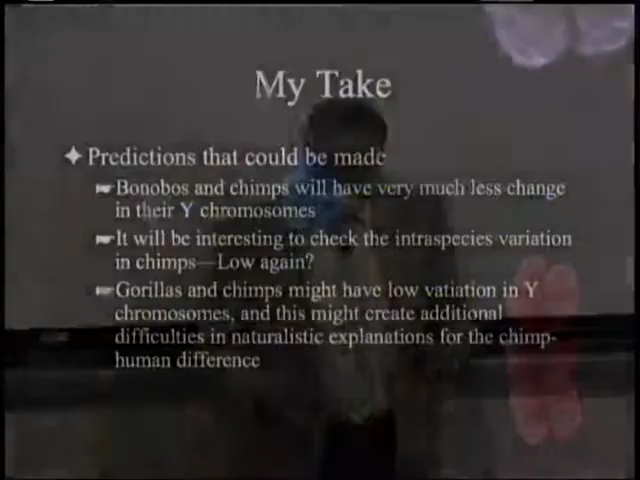 My Take
Predictions that could be made
Bonobos and chimps will have very much less change
in their Y chromosomes
It will be interesting to check the intraspecies variation
in chimps—Low again?
Gorillas and chimps might have low vatiation in Y
chromosomes, and this might create additional
difficulties in naturalistic explanations for the chimp-
human difference